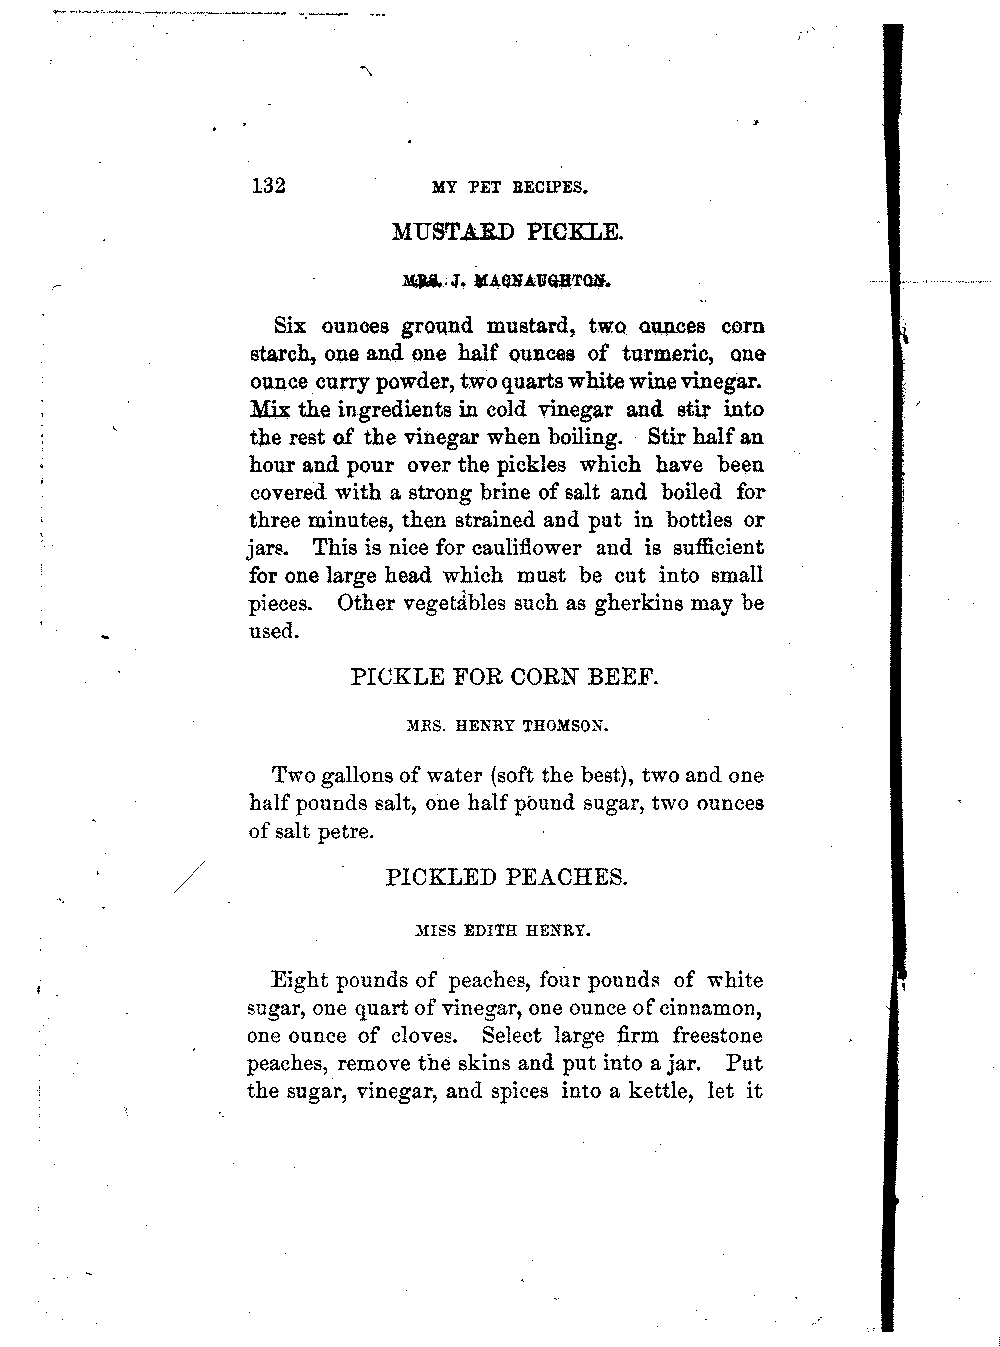 132 MY PET RECIPES.
MUSTARD PICKLE.
MRS. J. MACNAUGHTON.
Six ounces ground mustard, two ounces corn
starch, one and one half ounces of turmeric, one
ounce curry powder, two quarts white wine vinegar.
Mix the ingredients in cold vinegar and stir into
the rest of the vinegar when boiling. Stir half an
hour and pour over the pickles which have been
covered with a strong brine of salt and boiled for
three minutes, then strained and put in bottles or
jars. This is nice for cauliflower and is sufficient
for one large head which must be cut into small
pieces. Other vegetables such as gherkins may be
used.
PICKLE FOR CORN BEEF.
MRS. HENRY THOMSON.
Two gallons of water (soft the best), two and one
half pounds salt, one half pound sugar, two ounces
of salt petre.
PICKLED PEACHES.
MISS EDITH HENRY.
Eight pounds of peaches, four pounds of white
sugar, one quart of vinegar, one ounce of cinnamon,
one ounce of cloves. Select large firm freestone
peaches, remove the skins and put into a jar. Put
the sugar, vinegar, and spices into a kettle, let it